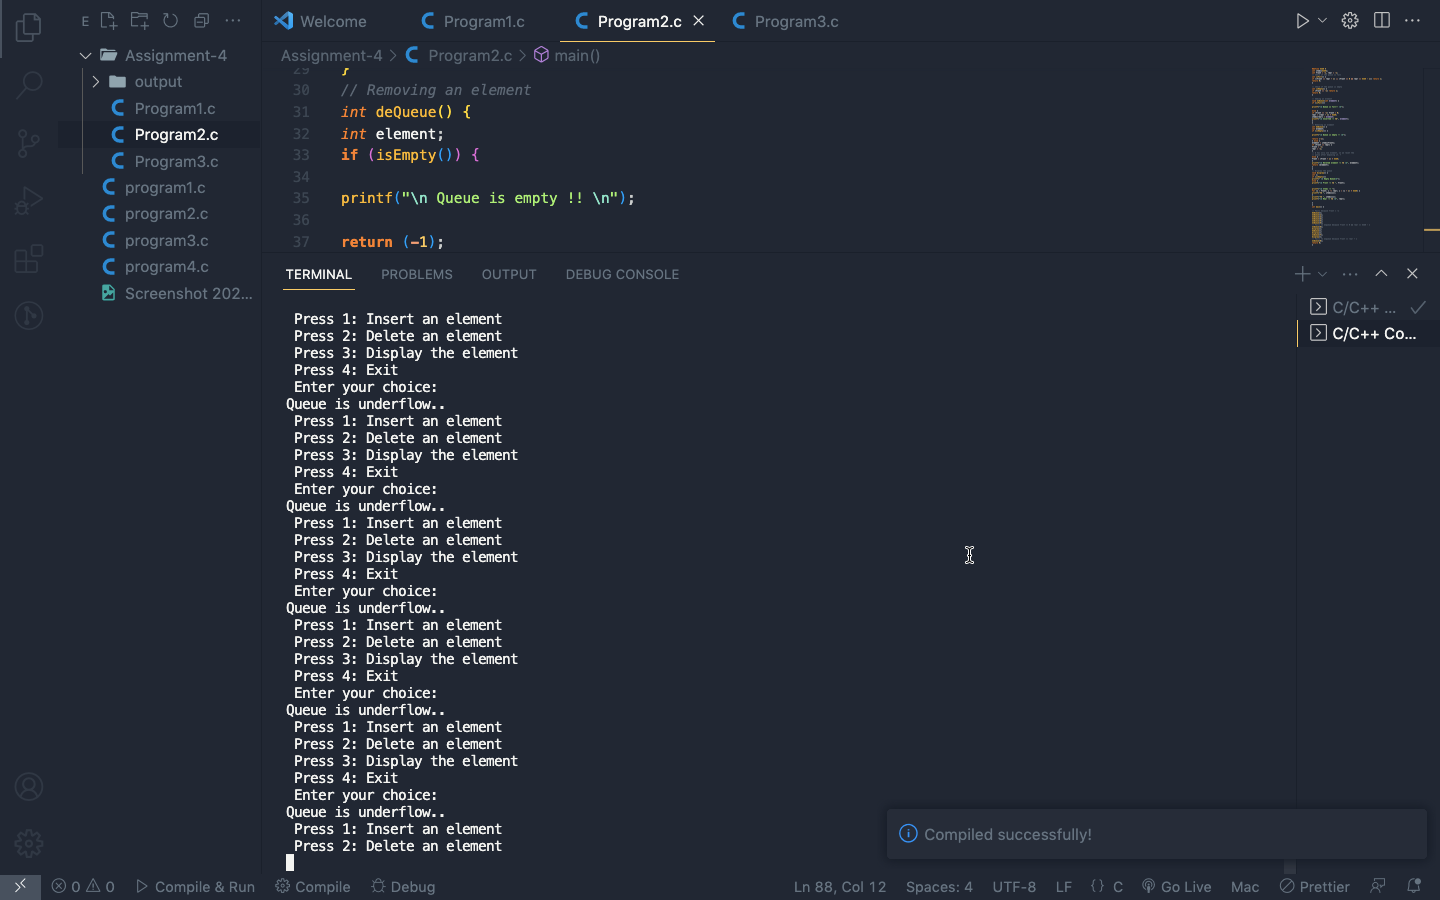 E
Welcome
Program1.c
Program2.c
Program3.c
Assignment-4
output
Program1.c
Program2.c
Program3.c
program1.c
program2.c
program3.c
program4.c
Screenshot 202...
Assignment-4 > Program2.c > main()
29 }
30 // Removing an element
31 int deQueue() {
32 int element;
33 if (isEmpty()) {
34
35 printf("\n Queue is empty !! \n");
36
37 return (-1);
TERMINAL PROBLEMS OUTPUT DEBUG CONSOLE
C/C++ ...
C/C++ Co...
Press 1: Insert an element
Press 2: Delete an element
Press 3: Display the element
Press 4: Exit
Enter your choice:
Queue is underflow..
Press 1: Insert an element
Press 2: Delete an element
Press 3: Display the element
Press 4: Exit
Enter your choice:
Queue is underflow..
Press 1: Insert an element
Press 2: Delete an element
Press 3: Display the element
Press 4: Exit
Enter your choice:
Queue is underflow..
Press 1: Insert an element
Press 2: Delete an element
Press 3: Display the element
Press 4: Exit
Enter your choice:
Queue is underflow..
Press 1: Insert an element
Press 2: Delete an element
Press 3: Display the element
Press 4: Exit
Enter your choice:
Queue is underflow..
Press 1: Insert an element
Press 2: Delete an element
Compiled successfully!
0 0 Compile & Run Compile Debug Ln 88, Col 12 Spaces: 4 UTF-8 LF {} C Go Live Mac Prettier